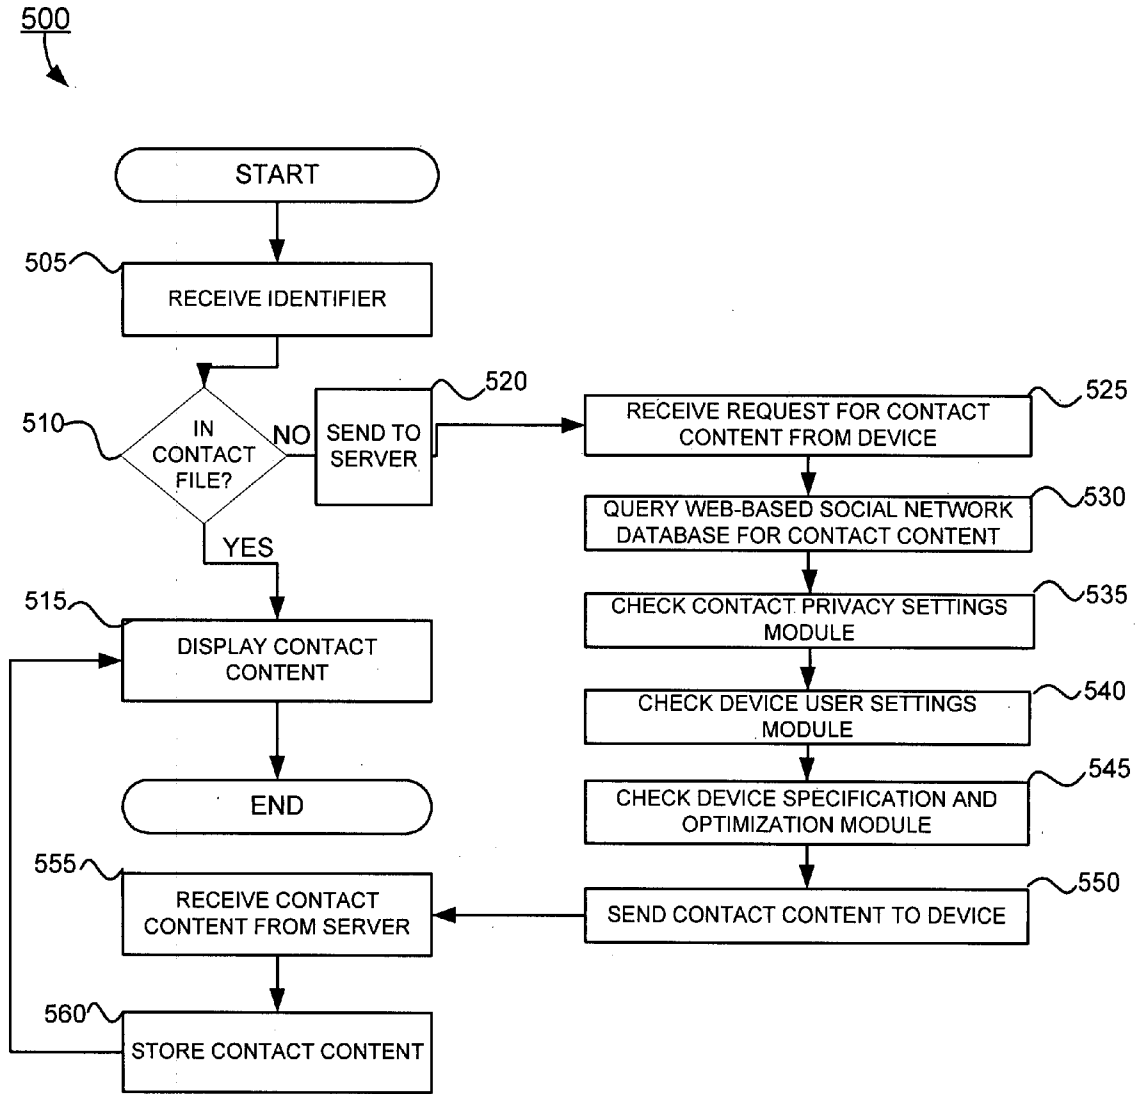 500
START
505
RECEIVE IDENTIFIER
510
IN
CONTACT
FILE?
NO
SEND TO
SERVER
520
YES
515
DISPLAY CONTACT
CONTENT
END
525
RECEIVE REQUEST FOR CONTACT
CONTENT FROM DEVICE
530
QUERY WEB-BASED SOCIAL NETWORK
DATABASE FOR CONTACT CONTENT
535
CHECK CONTACT PRIVACY SETTINGS
MODULE
540
CHECK DEVICE USER SETTINGS
MODULE
545
CHECK DEVICE SPECIFICATION AND
OPTIMIZATION MODULE
550
SEND CONTACT CONTENT TO DEVICE
555
RECEIVE CONTACT
CONTENT FROM SERVER
560
STORE CONTACT CONTENT